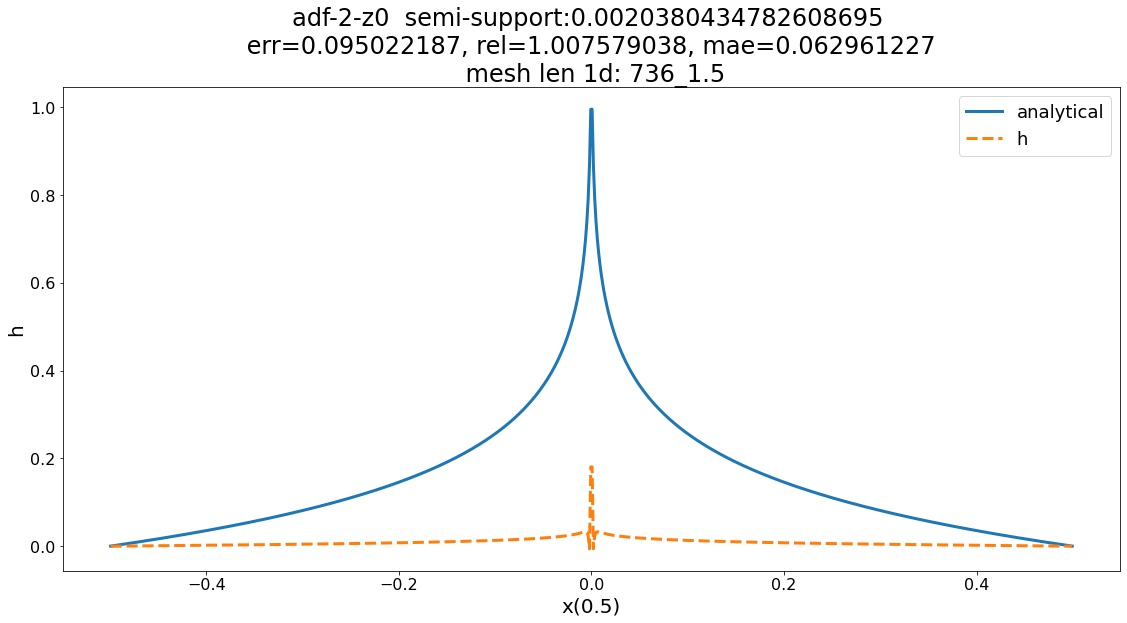 adf-2-z0  semi-support:0.0020380434782608695
err=0.095022187, rel=1.007579038, mae=0.062961227
mesh len 1d: 736_1.5
analytical
h
1.0
0.8
0.6
0.4
0.2
0.0
h
−0.4
−0.2
0.0
0.2
0.4
x(0.5)